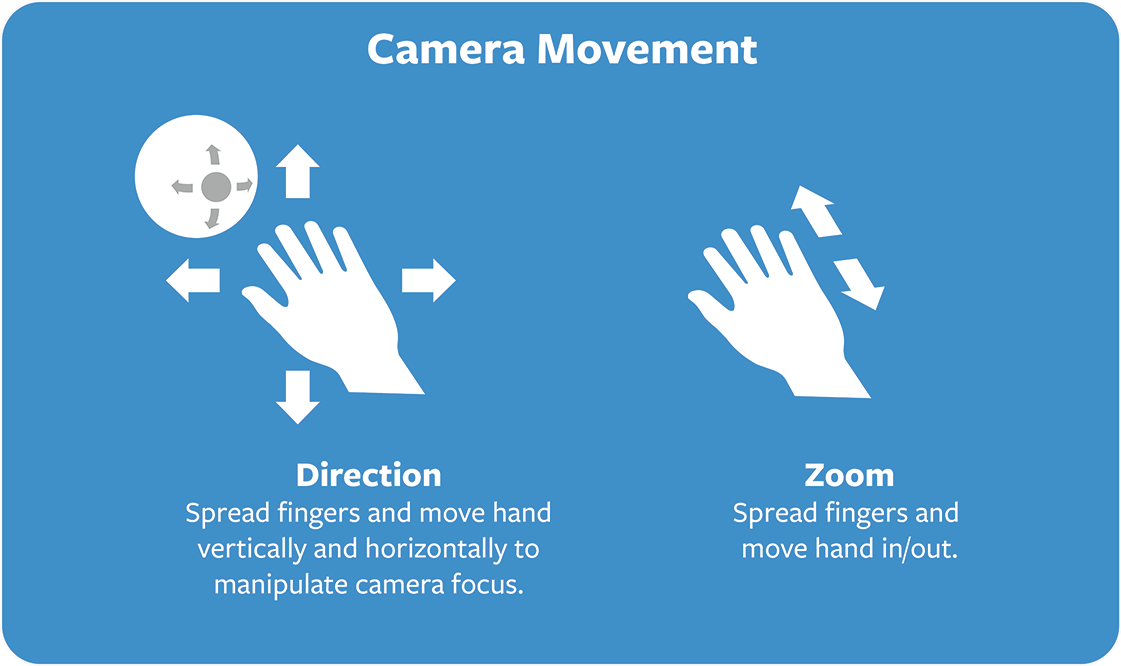 Camera Movement
Direction
Spread fingers and move hand
vertically and horizontally to
manipulate camera focus.
Zoom
Spread fingers and
move hand in/out.